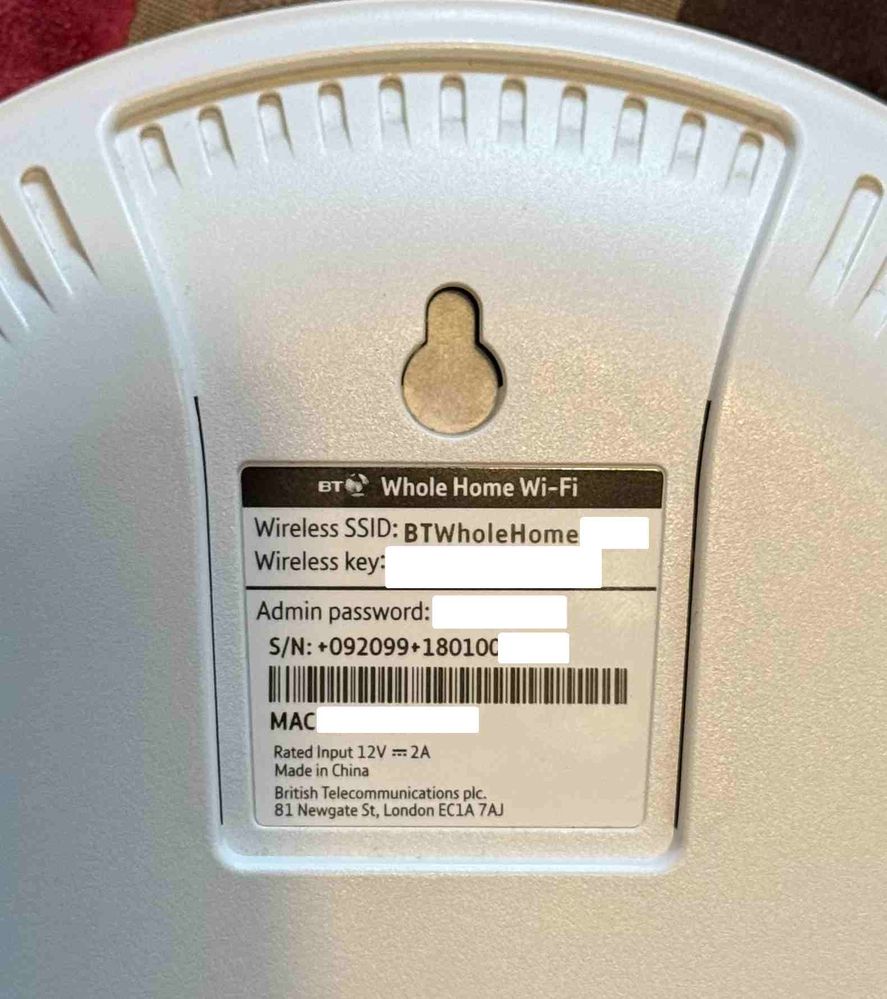 BT Whole Home Wi-Fi
Wireless SSID: BTWholeHome
Wireless key:
Admin password:
S/N: +092099+180100
MAC
Rated Input 12V ⎓ 2A
Made in China
British Telecommunications plc.
81 Newgate St, London EC1A 7AJ